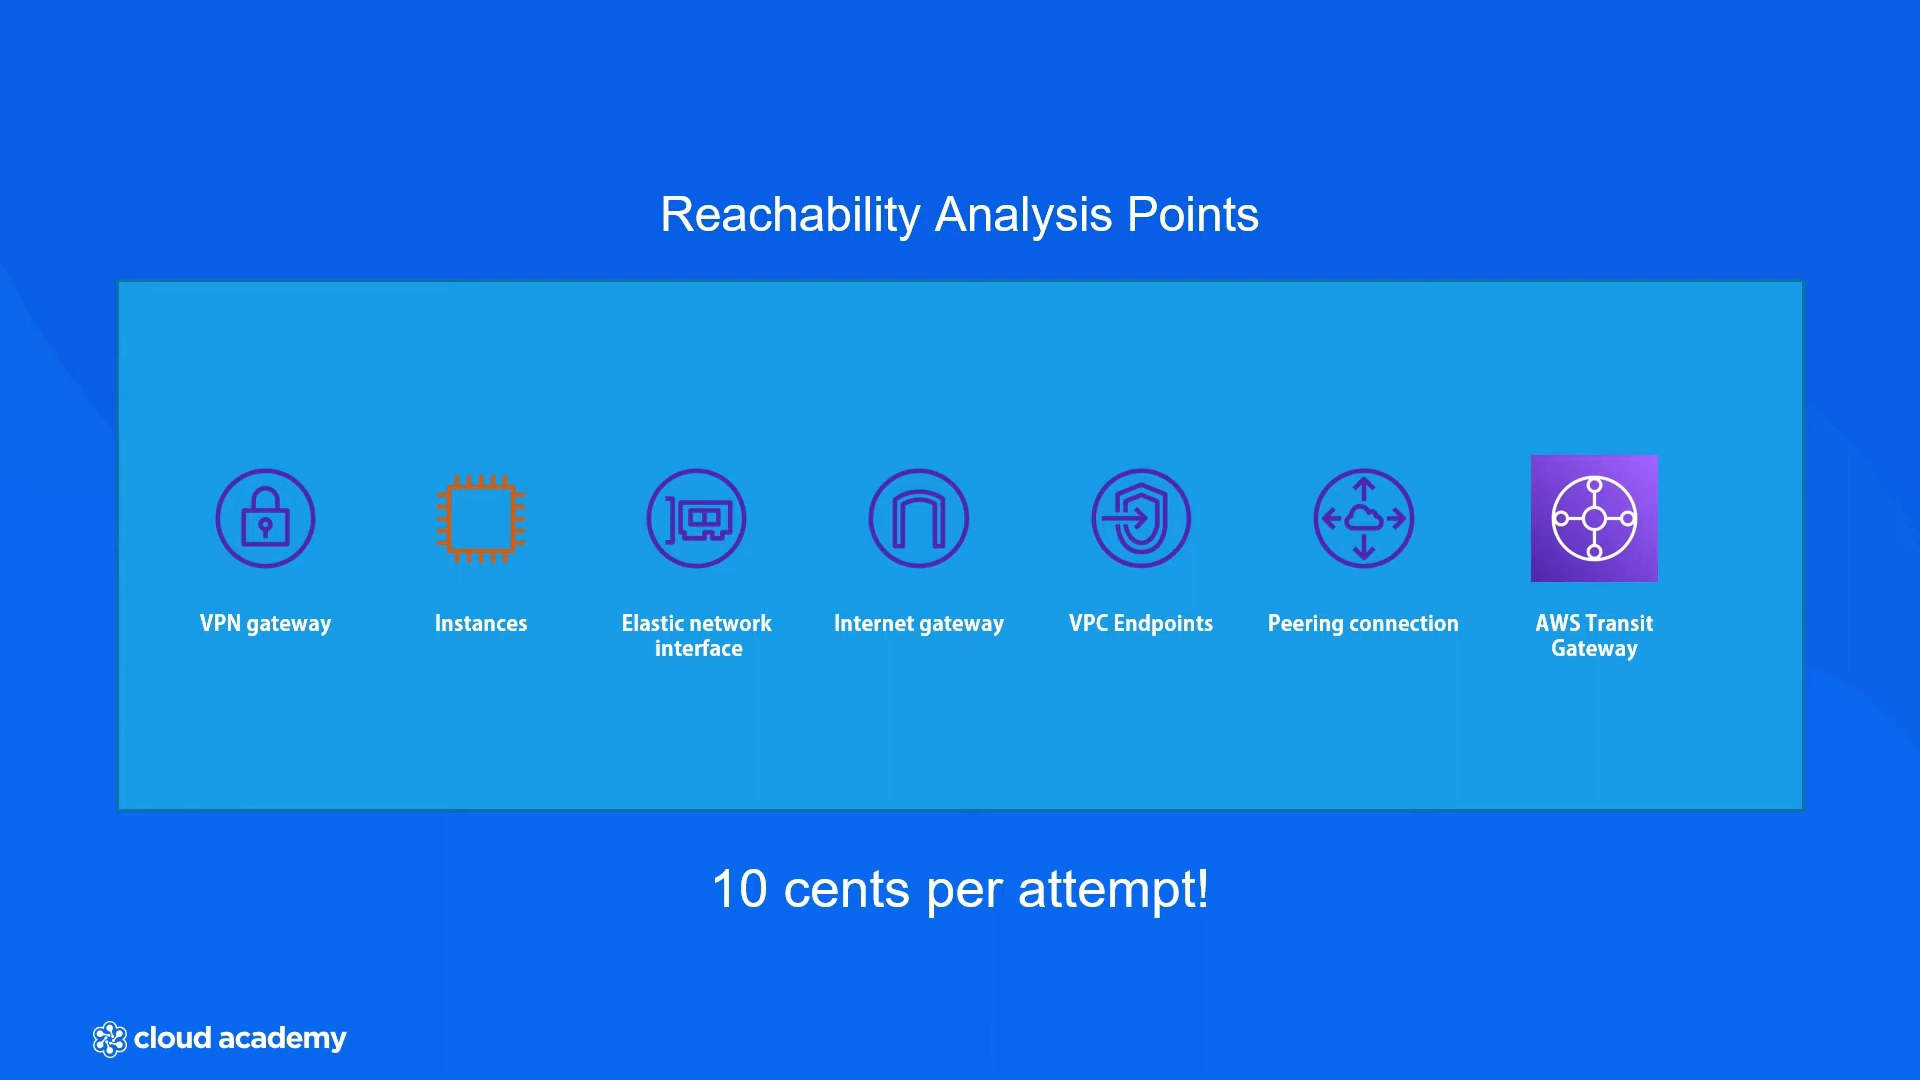 Reachability Analysis Points
VPN gateway
Instances
Elastic network
interface
Internet gateway
VPC Endpoints
Peering connection
AWS Transit
Gateway
10 cents per attempt!
cloud academy